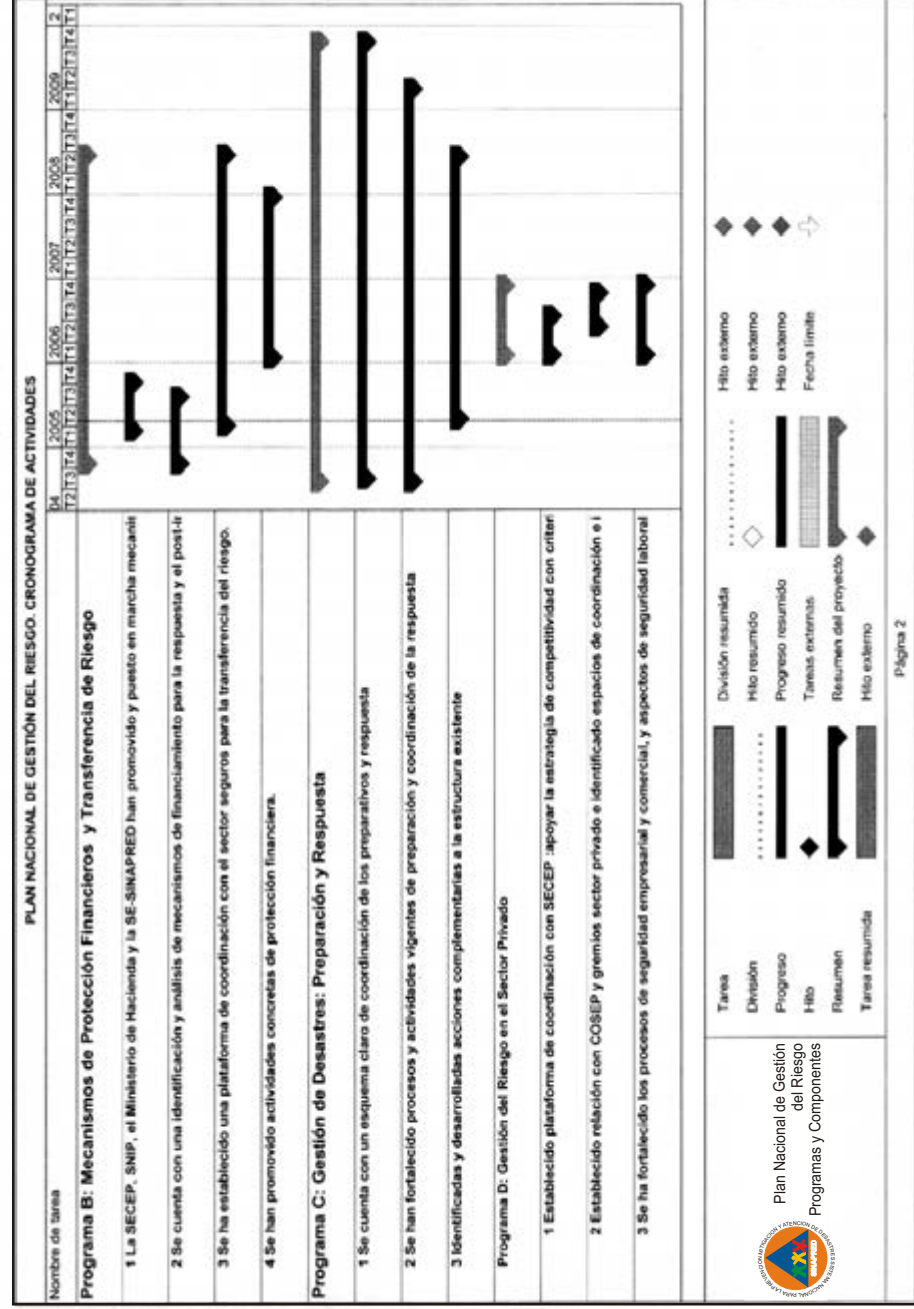 PLAN NACIONAL DE GESTIÓN DEL RIESGO. CRONOGRAMA DE ACTIVIDADES
Nombre de tarea
04 2005 2006 2007 2008 2009 2
T2 T3 T4 T1 T2 T3 T4 T1 T2 T3 T4 T1 T2 T3 T4 T1 T2 T3 T4 T1 T2 T3 T4 T1
Programa B: Mecanismos de Protección Financieros y Transferencia de Riesgo
1 La SECEP, SNIP, el Ministerio de Hacienda y la SE-SINAPRED han promovido y puesto en marcha mecanis
2 Se cuenta con una identificación y análisis de mecanismos de financiamiento para la respuesta y el post-ir
3 Se ha establecido una plataforma de coordinación con el sector seguros para la transferencia del riesgo.
4 Se han promovido actividades concretas de protección financiera.
Programa C: Gestión de Desastres: Preparación y Respuesta
1 Se cuenta con un esquema claro de coordinación de los preparativos y respuesta
2 Se han fortalecido procesos y actividades vigentes de preparación y coordinación de la respuesta
3 Identificadas y desarrolladas acciones complementarias a la estructura existente
Programa D: Gestión del Riesgo en el Sector Privado
1 Establecido plataforma de coordinación con SECEP :apoyar la estrategia de competitividad con criteri
2 Establecido relación con COSEP y gremios sector privado e identificado espacios de coordinación e i
3 Se ha fortalecido los procesos de seguridad empresarial y comercial, y aspectos de seguridad laboral
Plan Nacional de Gestión
del Riesgo
Programas y Componentes
Tarea
División
Progreso
Hito
Resumen
Tarea resumida
División resumida
Hito resumido
Progreso resumido
Tareas externas
Resumen del proyecto
Hito externo
Hito externo
Hito externo
Hito externo
Fecha límite
Página 2